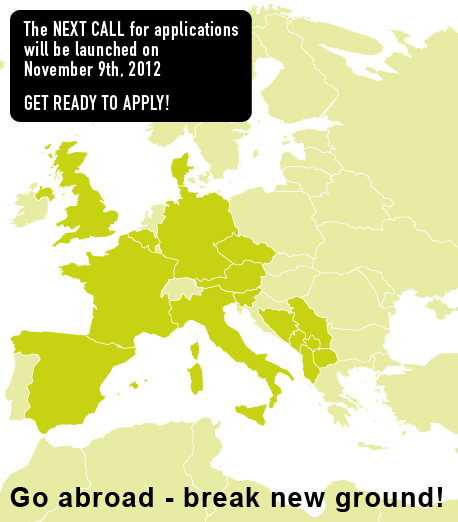 The NEXT CALL for applications
will be launched on
November 9th, 2012
GET READY TO APPLY!
Go abroad - break new ground!